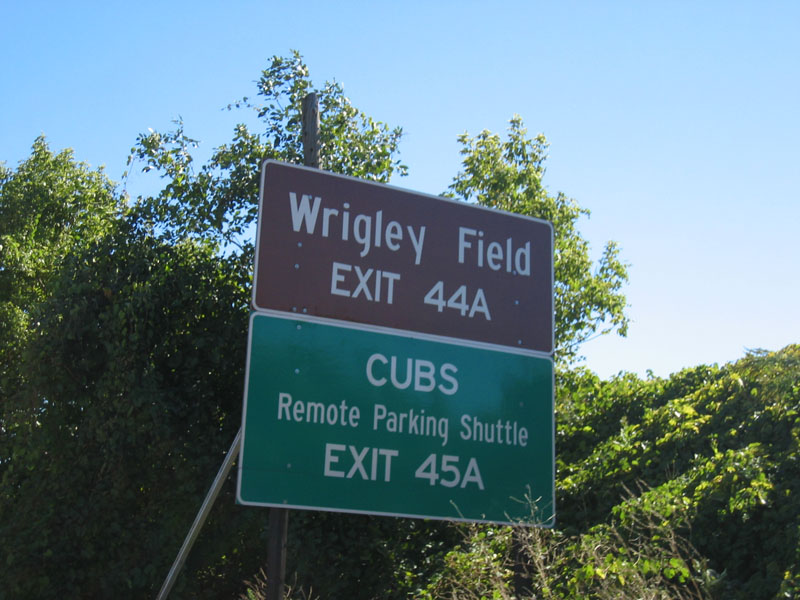 Wrigley Field
EXIT 44A
CUBS
Remote Parking Shuttle
EXIT 45A